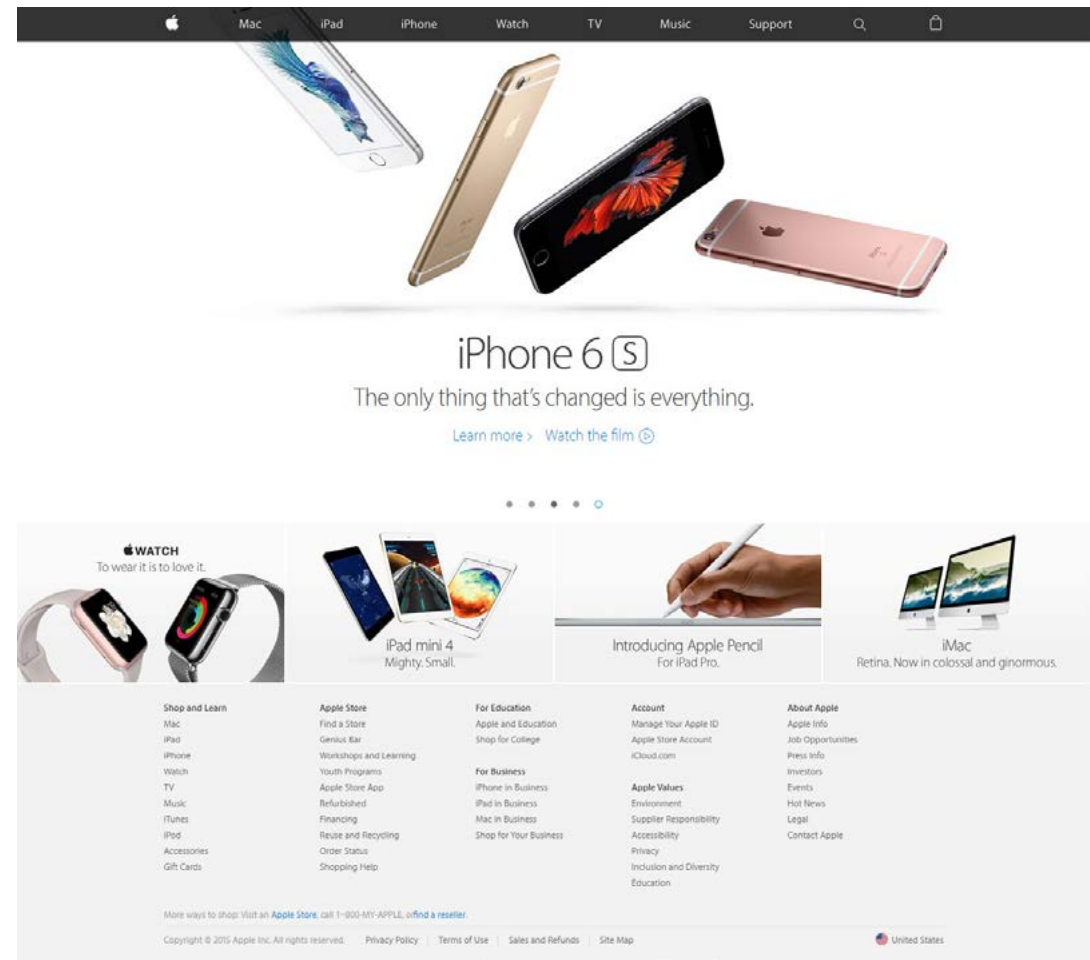 Mac iPad iPhone Watch TV Music Support
iPhone 6 S
The only thing that's changed is everything.
Learn more > Watch the film
WATCH
To wear it is to love it.
iPad mini 4
Mighty. Small.
Introducing Apple Pencil
For iPad Pro.
iMac
Retina. Now in colossal and ginormous.
Shop and Learn
Mac
iPad
iPhone
Watch
TV
Music
iTunes
iPod
Accessories
Gift Cards
Apple Store
Find a Store
Genius Bar
Workshops and Learning
Youth Programs
Apple Store App
Refurbished
Financing
Reuse and Recycling
Order Status
Shopping Help
For Education
Apple and Education
Shop for College
For Business
iPhone in Business
iPad in Business
Mac in Business
Shop for Your Business
Account
Manage Your Apple ID
Apple Store Account
iCloud.com
Apple Values
Environment
Supplier Responsibility
Accessibility
Privacy
Inclusion and Diversity
Education
About Apple
Apple Info
Job Opportunities
Press Info
Investors
Events
Hot News
Legal
Contact Apple
More ways to shop: Visit an Apple Store, call 1-800-MY-APPLE, orfind a reseller.
Copyright © 2015 Apple Inc. All rights reserved. Privacy Policy Terms of Use Sales and Refunds Site Map United States